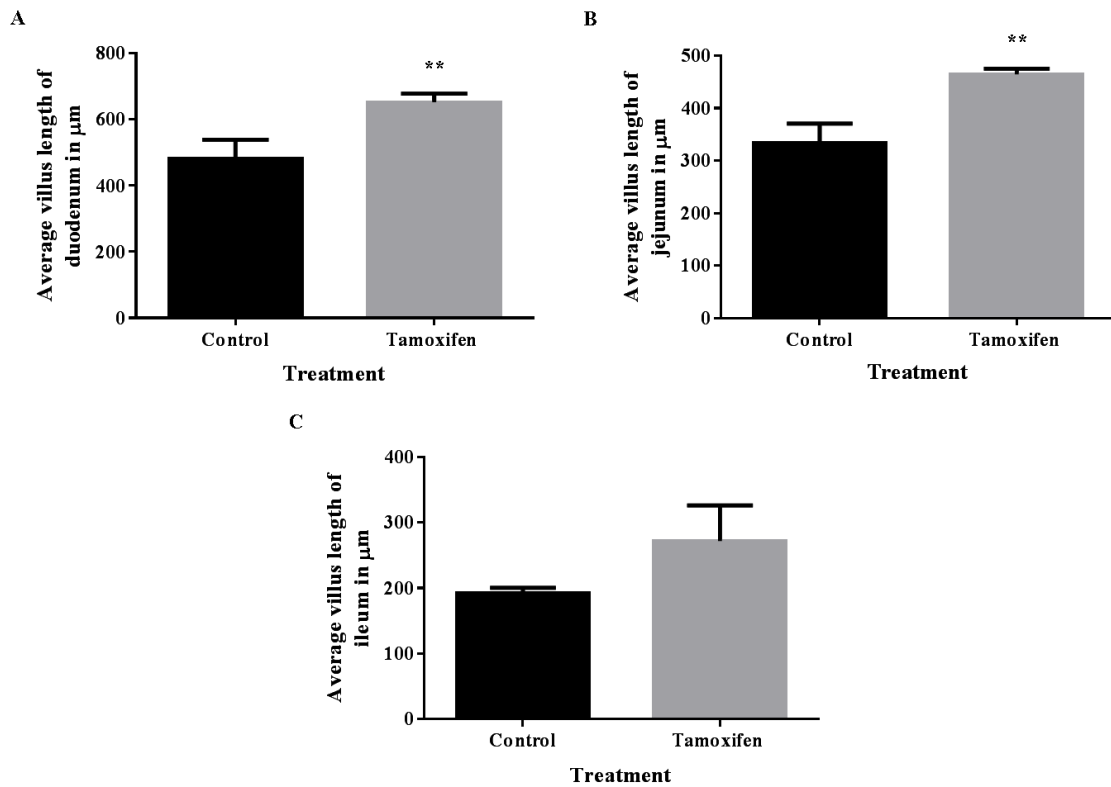 A
Average villus length of
duodenum in μm
800
600
400
200
0
**
Control
Tamoxifen
Treatment
B
Average villus length of
jejunum in μm
500
400
300
200
100
0
**
Control
Tamoxifen
Treatment
C
Average villus length of
ileum in μm
400
300
200
100
0
Control
Tamoxifen
Treatment